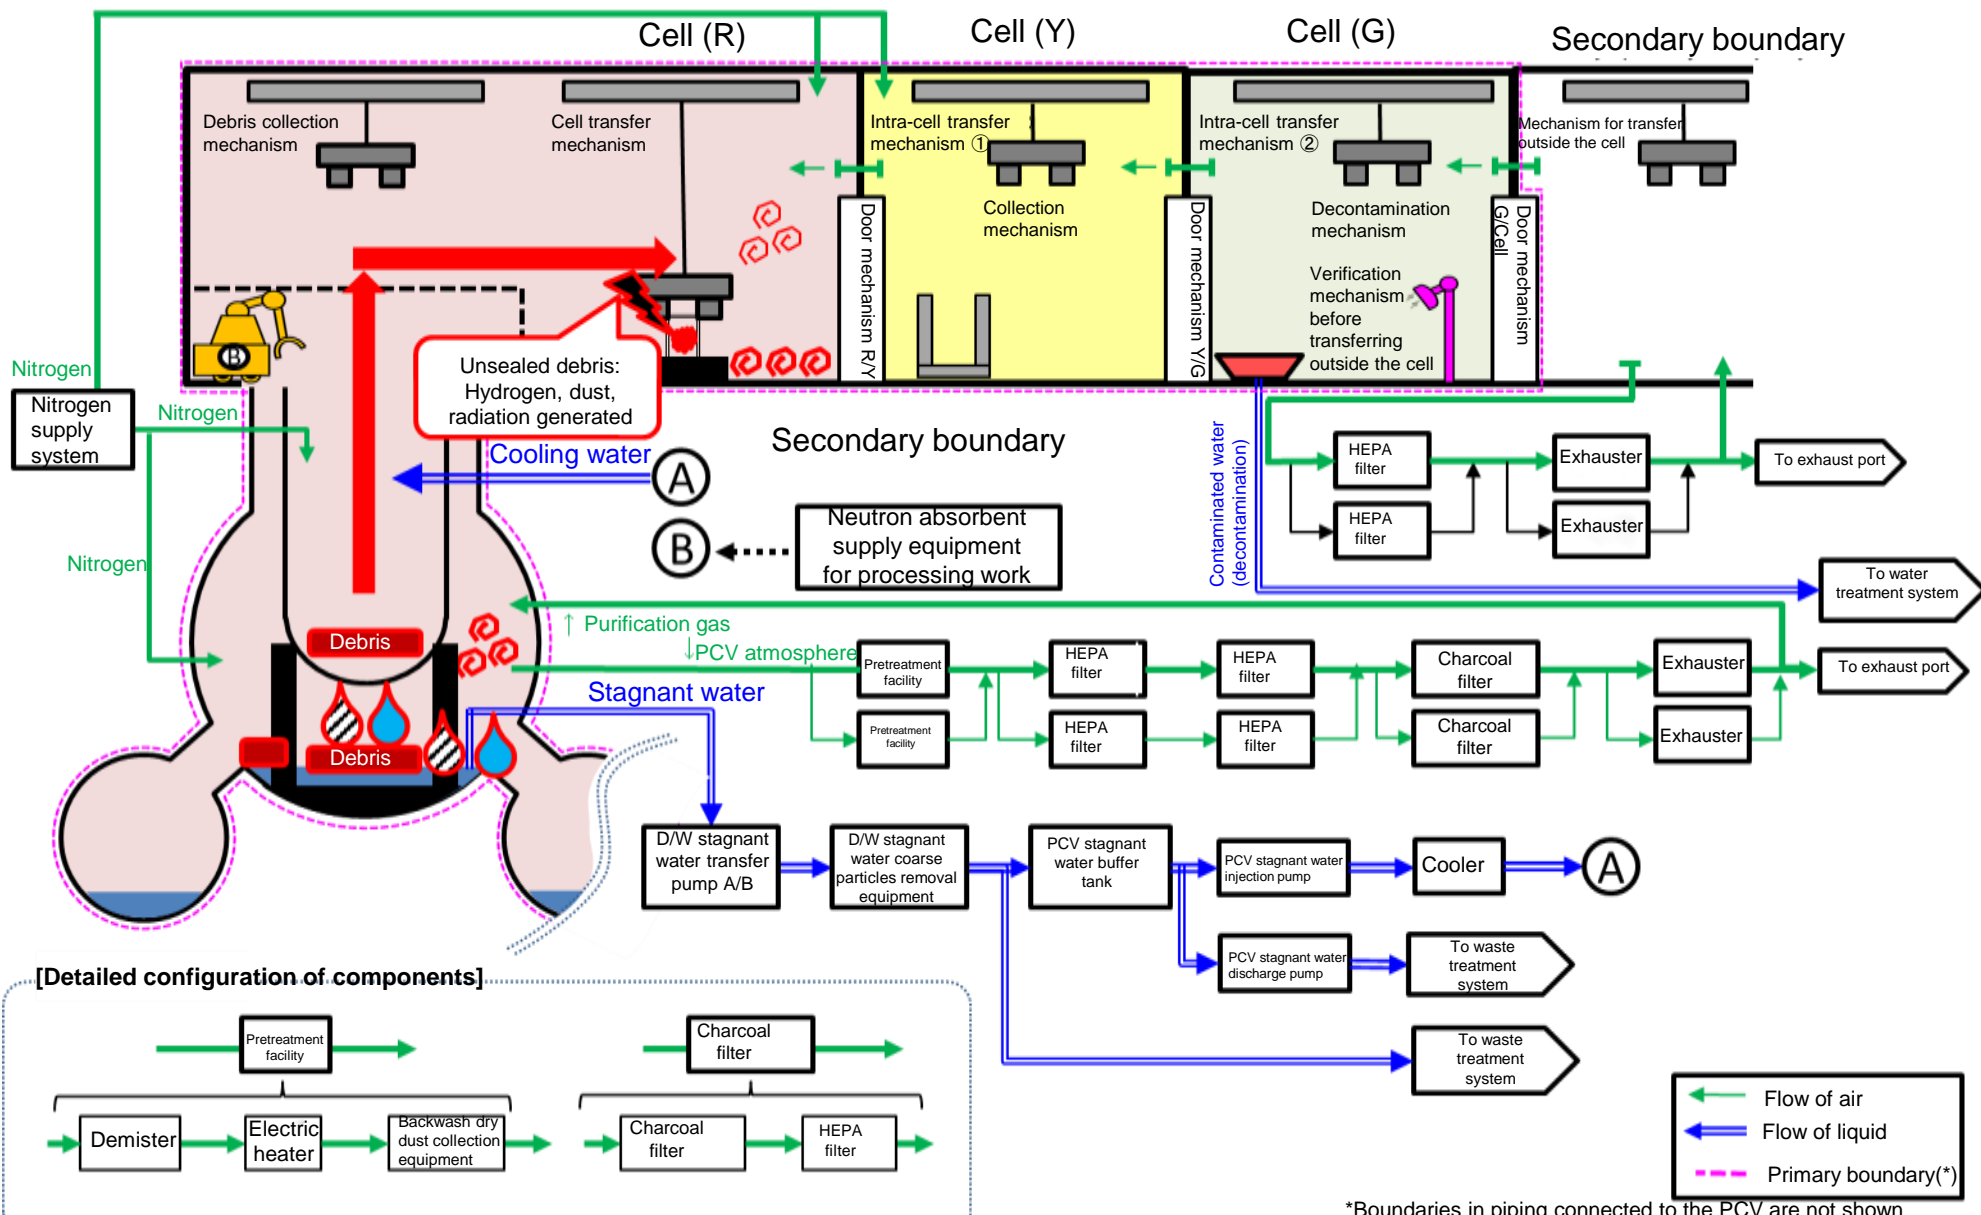 Cell (R)
Cell (Y)
Cell (G)
Secondary boundary
Debris collection
mechanism
Cell transfer
mechanism
Intra-cell transfer
mechanism ①
Intra-cell transfer
mechanism ②
Mechanism for transfer
outside the cell
Collection
mechanism
Decontamination
mechanism
Verification
mechanism
before
transferring
outside the cell
Door mechanism R/Y
Door mechanism Y/G
Door mechanism
G/Cell
B
Unsealed debris:
Hydrogen, dust,
radiation generated
Nitrogen
Nitrogen
supply
system
Nitrogen
Nitrogen
Cooling water
A
Secondary boundary
B
Neutron absorbent
supply equipment
for processing work
Contaminated water
(decontamination)
HEPA
filter
Exhauster
To exhaust port
HEPA
filter
Exhauster
To water
treatment system
↑ Purification gas
↓PCV atmosphere
Debris
Debris
Stagnant water
Pretreatment
facility
HEPA
filter
HEPA
filter
Charcoal
filter
Exhauster
To exhaust port
Pretreatment
facility
HEPA
filter
HEPA
filter
Charcoal
filter
Exhauster
D/W stagnant
water transfer
pump A/B
D/W stagnant
water coarse
particles removal
equipment
PCV stagnant
water buffer
tank
PCV stagnant water
injection pump
Cooler
A
PCV stagnant water
discharge pump
To waste
treatment
system
To waste
treatment
system
[Detailed configuration of components]
Pretreatment
facility
Charcoal
filter
Demister
Electric
heater
Backwash dry
dust collection
equipment
Charcoal
filter
HEPA
filter
Flow of air
Flow of liquid
Primary boundary(*)
*Boundaries in piping connected to the PCV are not shown